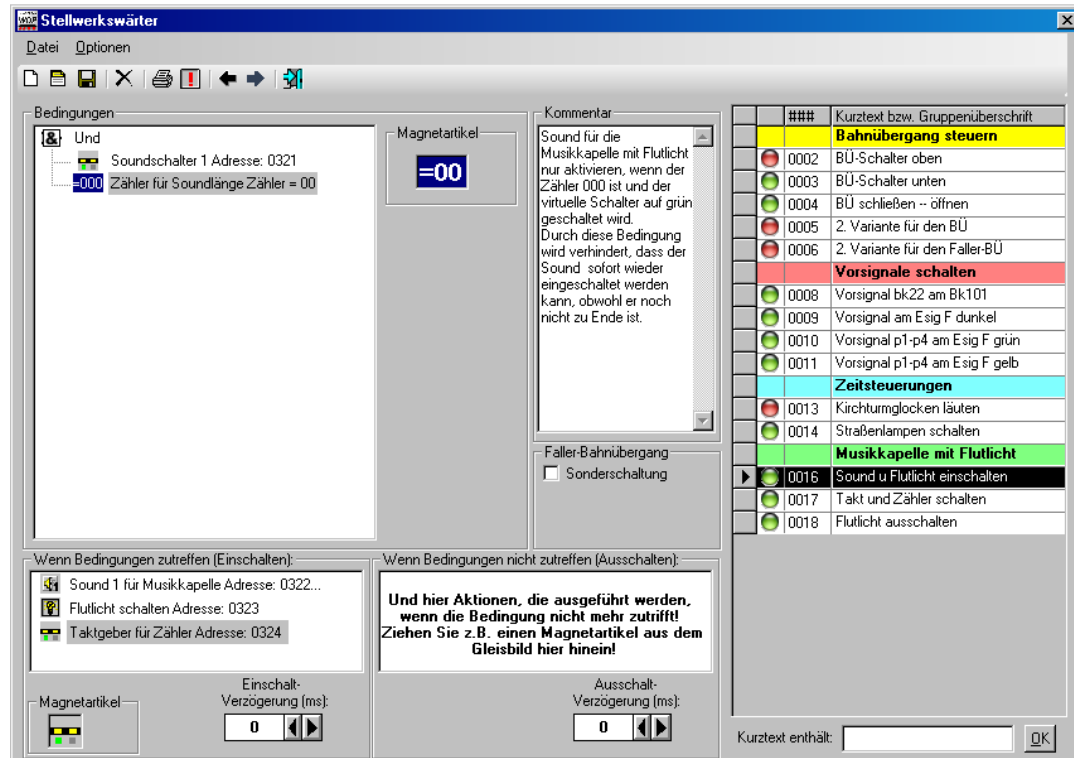 WDP Stellwerkswärter
Datei Optionen
Bedingungen
& Und
Soundschalter 1 Adresse: 0321
=000 Zähler für Soundlänge Zähler = 00
Magnetartikel
=00
Kommentar
Sound für die
Musikkapelle mit Flutlicht
nur aktivieren, wenn der
Zähler 000 ist und der
virtuelle Schalter auf grün
geschaltet wird.
Durch diese Bedingung
wird verhindert, dass der
Sound sofort wieder
eingeschaltet werden
kann, obwohl er noch
nicht zu Ende ist.
Faller-Bahnübergang
Sonderschaltung
Wenn Bedingungen zutreffen (Einschalten):
Sound 1 für Musikkapelle Adresse: 0322...
Flutlicht schalten Adresse: 0323
Taktgeber für Zähler Adresse: 0324
Magnetartikel
Einschalt-
Verzögerung (ms):
0
Wenn Bedingungen nicht zutreffen (Ausschalten):
Und hier Aktionen, die ausgeführt werden,
wenn die Bedingung nicht mehr zutrifft!
Ziehen Sie z.B. einen Magnetartikel aus dem
Gleisbild hier hinein!
Ausschalt-
Verzögerung (ms):
0
### Kurztext bzw. Gruppenüberschrift
Bahnübergang steuern
0002 BÜ-Schalter oben
0003 BÜ-Schalter unten
0004 BÜ schließen -- öffnen
0005 2. Variante für den BÜ
0006 2. Variante für den Faller-BÜ
Vorsignale schalten
0008 Vorsignal bk22 am Bk101
0009 Vorsignal am Esig F dunkel
0010 Vorsignal p1-p4 am Esig F grün
0011 Vorsignal p1-p4 am Esig F gelb
Zeitsteuerungen
0013 Kirchturmglocken läuten
0014 Straßenlampen schalten
Musikkapelle mit Flutlicht
0016 Sound u Flutlicht einschalten
0017 Takt und Zähler schalten
0018 Flutlicht ausschalten
Kurztext enthält:
OK